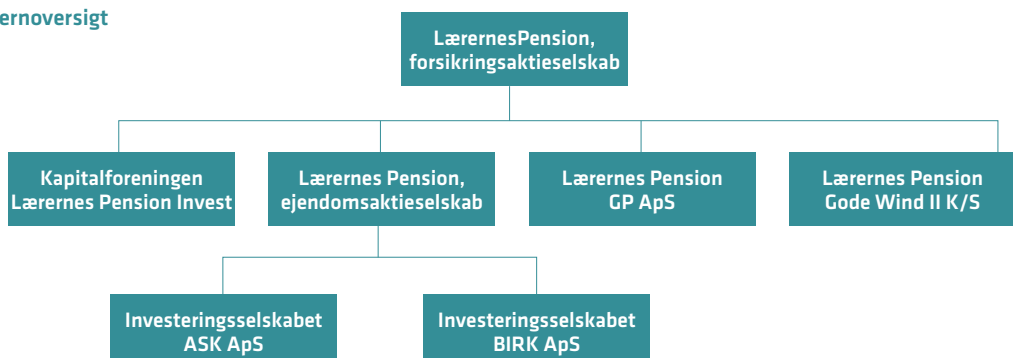 ernoversigt
LærernesPension,
forsikringsaktieselskab
Kapitalforeningen
Lærernes Pension Invest
Lærernes Pension,
ejendomsaktieselskab
Lærernes Pension
GP ApS
Lærernes Pension
Gode Wind II K/S
Investeringsselskabet
ASK ApS
Investeringsselskabet
BIRK ApS